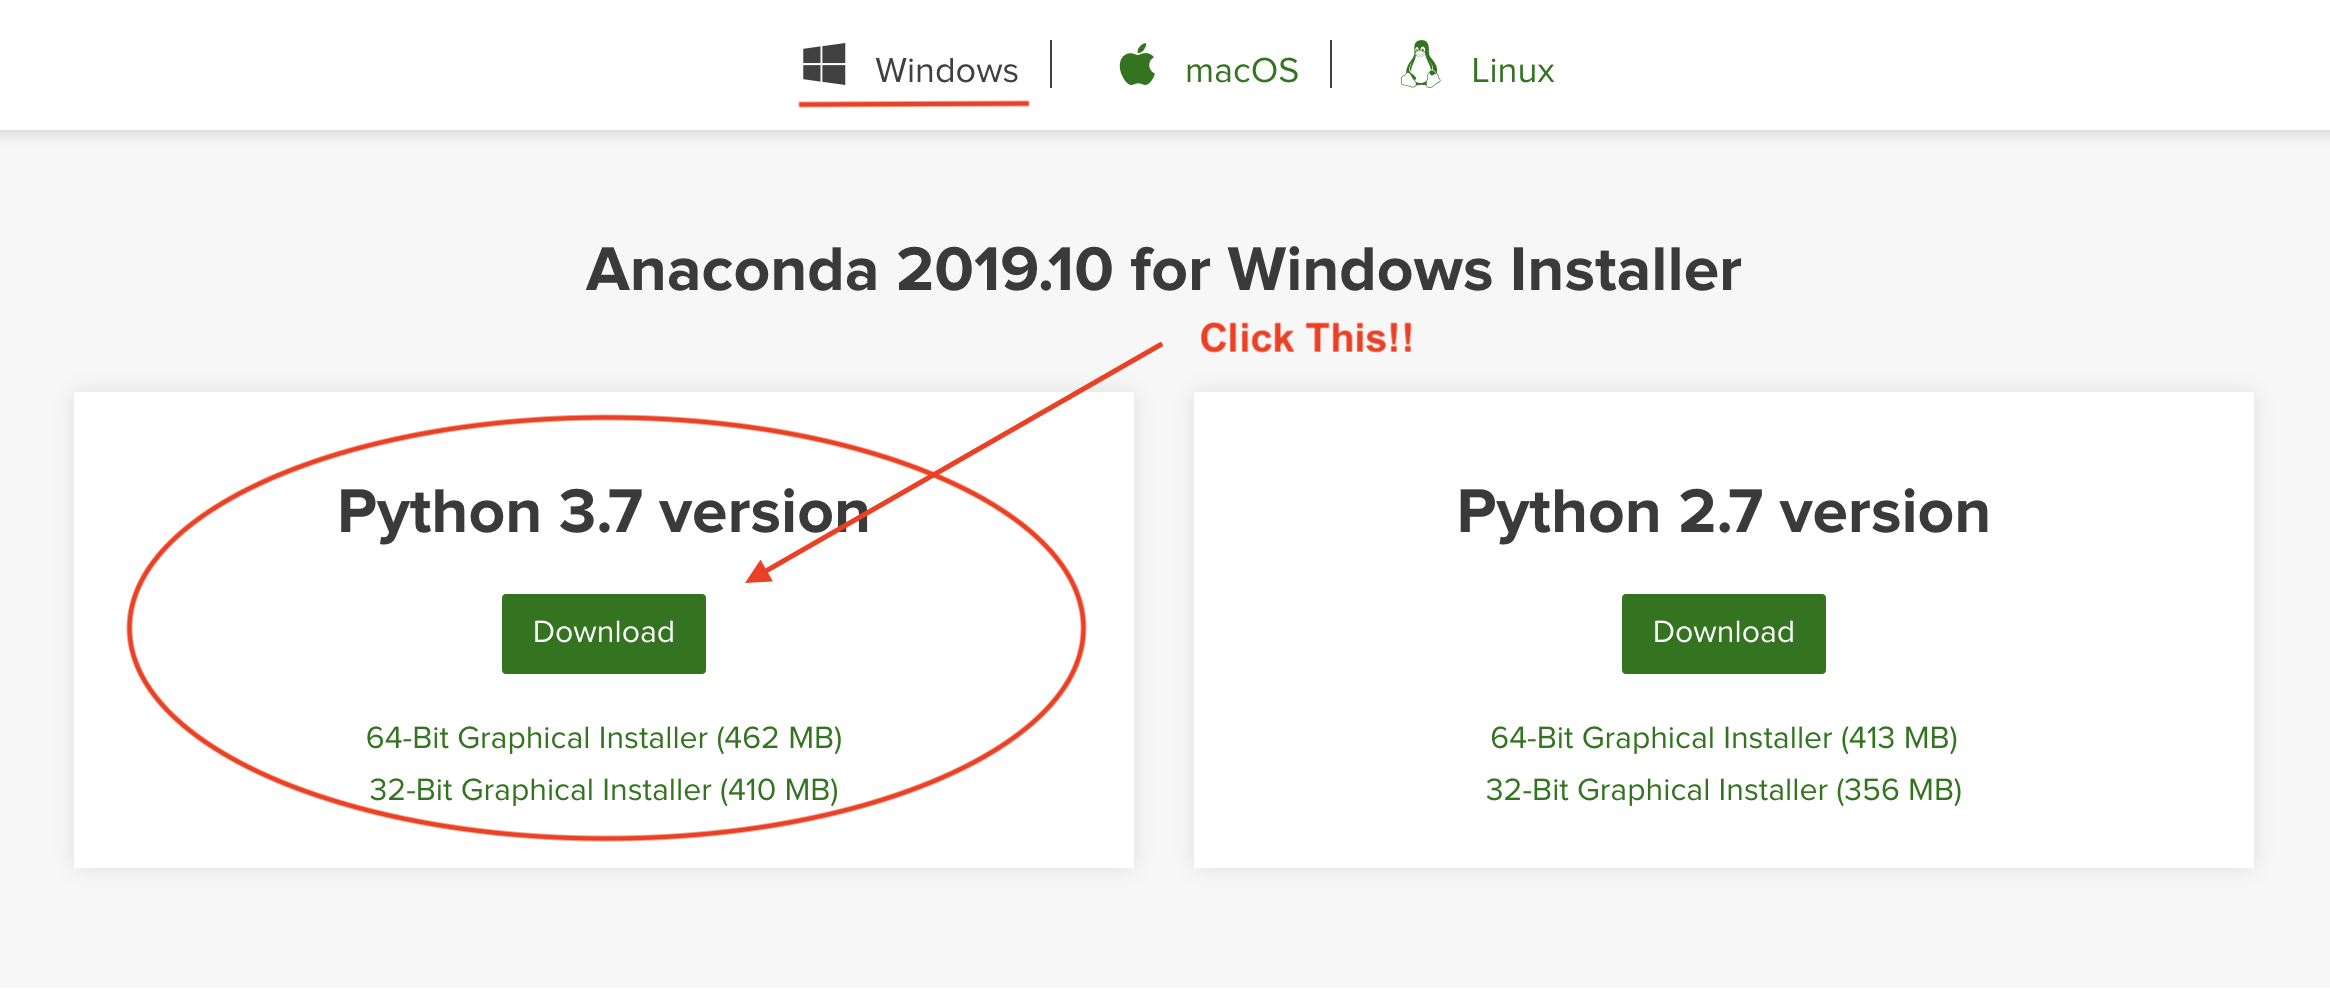 Windows
macOS
Linux
Anaconda 2019.10 for Windows Installer
Click This!!
Python 3.7 version
Download
64-Bit Graphical Installer (462 MB)
32-Bit Graphical Installer (410 MB)
Python 2.7 version
Download
64-Bit Graphical Installer (413 MB)
32-Bit Graphical Installer (356 MB)